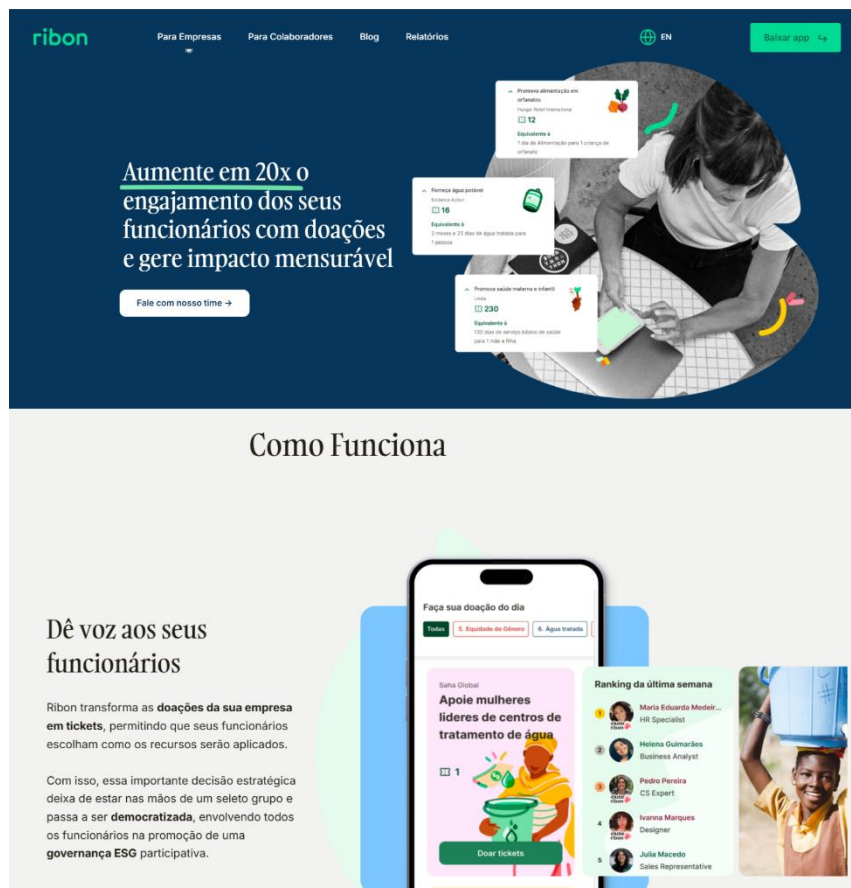 ribon
Para Empresas
Para Colaboradores
Blog
Relatórios
EN
Baixar app
Aumente em 20x o
engajamento dos seus
funcionários com doações
e gere impacto mensurável
Fale com nosso time →
Promova alimentação em
orfanatos
Hunger Relief International
12
Equivalente à
1 dia de Alimentação para 1 criança de
orfanato
Forneça água potável
Evidence Action
16
Equivalente à
2 meses e 25 dias de água tratada para
1 pessoa
Promova saúde materna e infantil
Living
230
Equivalente à
130 dias de serviço básico de saúde
para 1 mãe e filha
Como Funciona
Dê voz aos seus
funcionários
Ribon transforma as doações da sua empresa
em tickets, permitindo que seus funcionários
escolham como os recursos serão aplicados.
Com isso, essa importante decisão estratégica
deixa de estar nas mãos de um seleto grupo e
passa a ser democratizada, envolvendo todos
os funcionários na promoção de uma
governança ESG participativa.
Faça sua doação do dia
Todas
5. Equidade de Gênero
6. Água tratada
Saha Global
Apoie mulheres
líderes de centros de
tratamento de água
1
Doar tickets
Ranking da última semana
1
Maria Eduarda Medeir...
HR Specialist
2
Helena Guimarães
Business Analyst
3
Pedro Pereira
CS Expert
4
Ivanna Marques
Designer
5
Julia Macedo
Sales Representative